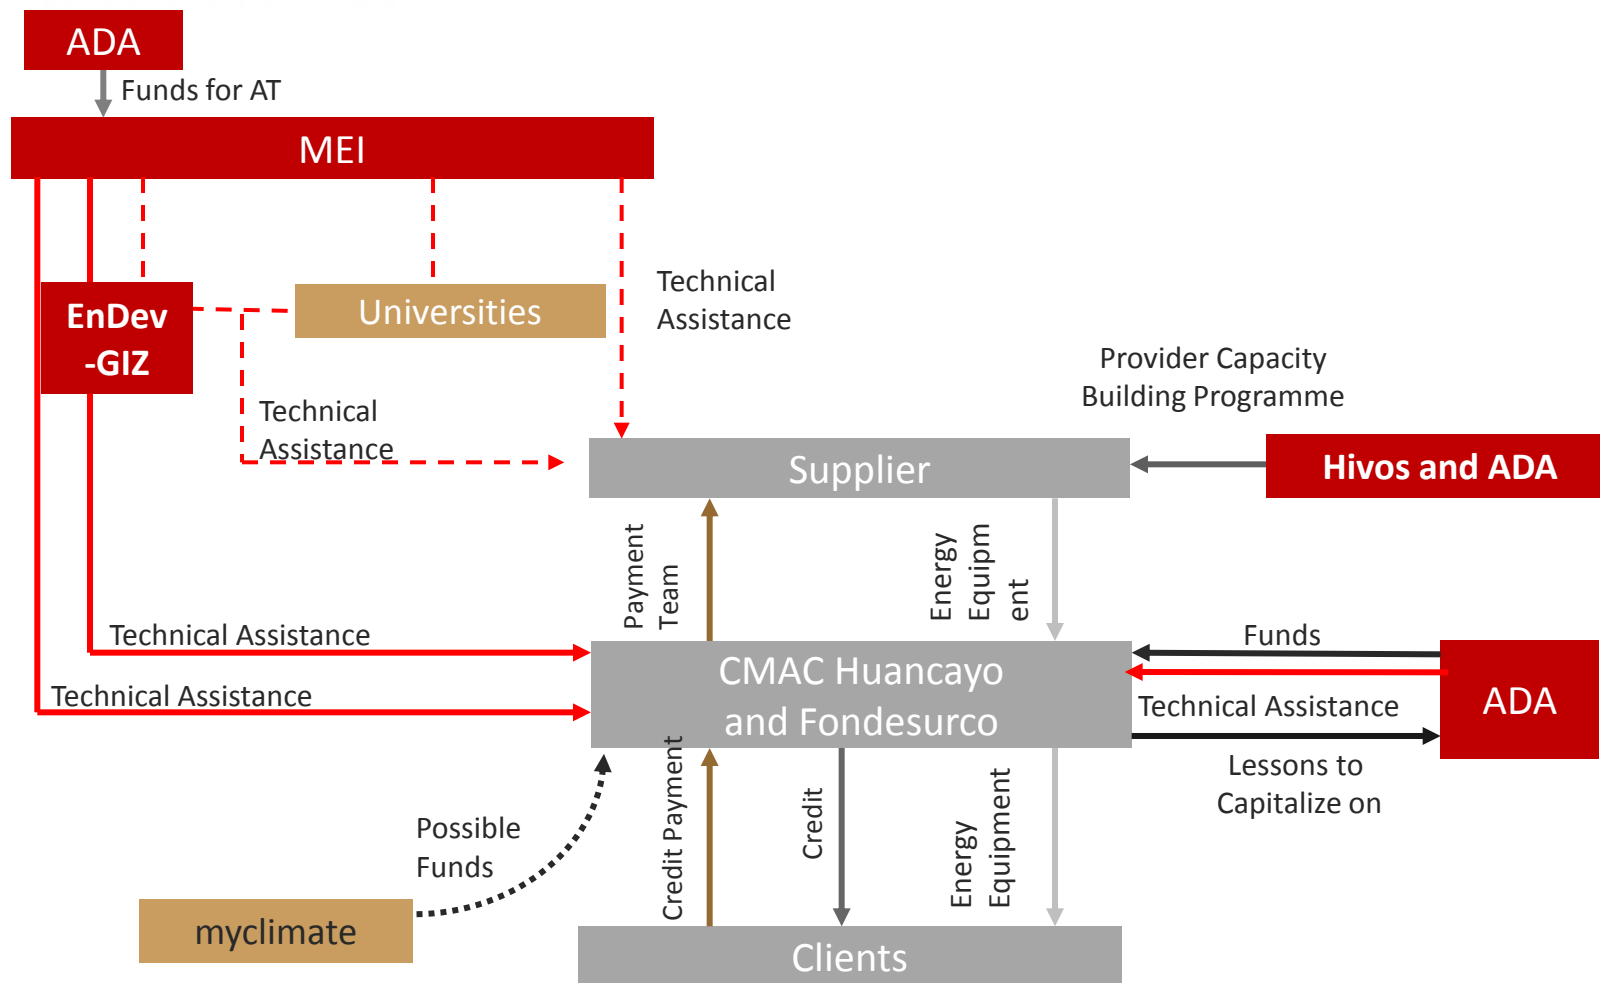 ADA
Funds for AT
MEI
EnDev
-GIZ
Universities
Technical
Assistance
Technical
Assistance
Provider Capacity
Building Programme
Supplier
Hivos and ADA
Payment
Team
Energy
Equipm
ent
Technical Assistance
Technical Assistance
CMAC Huancayo
and Fondesurco
Funds
Technical Assistance
ADA
Lessons to
Capitalize on
Possible
Funds
Credit Payment
Credit
Energy
Equipment
myclimate
Clients